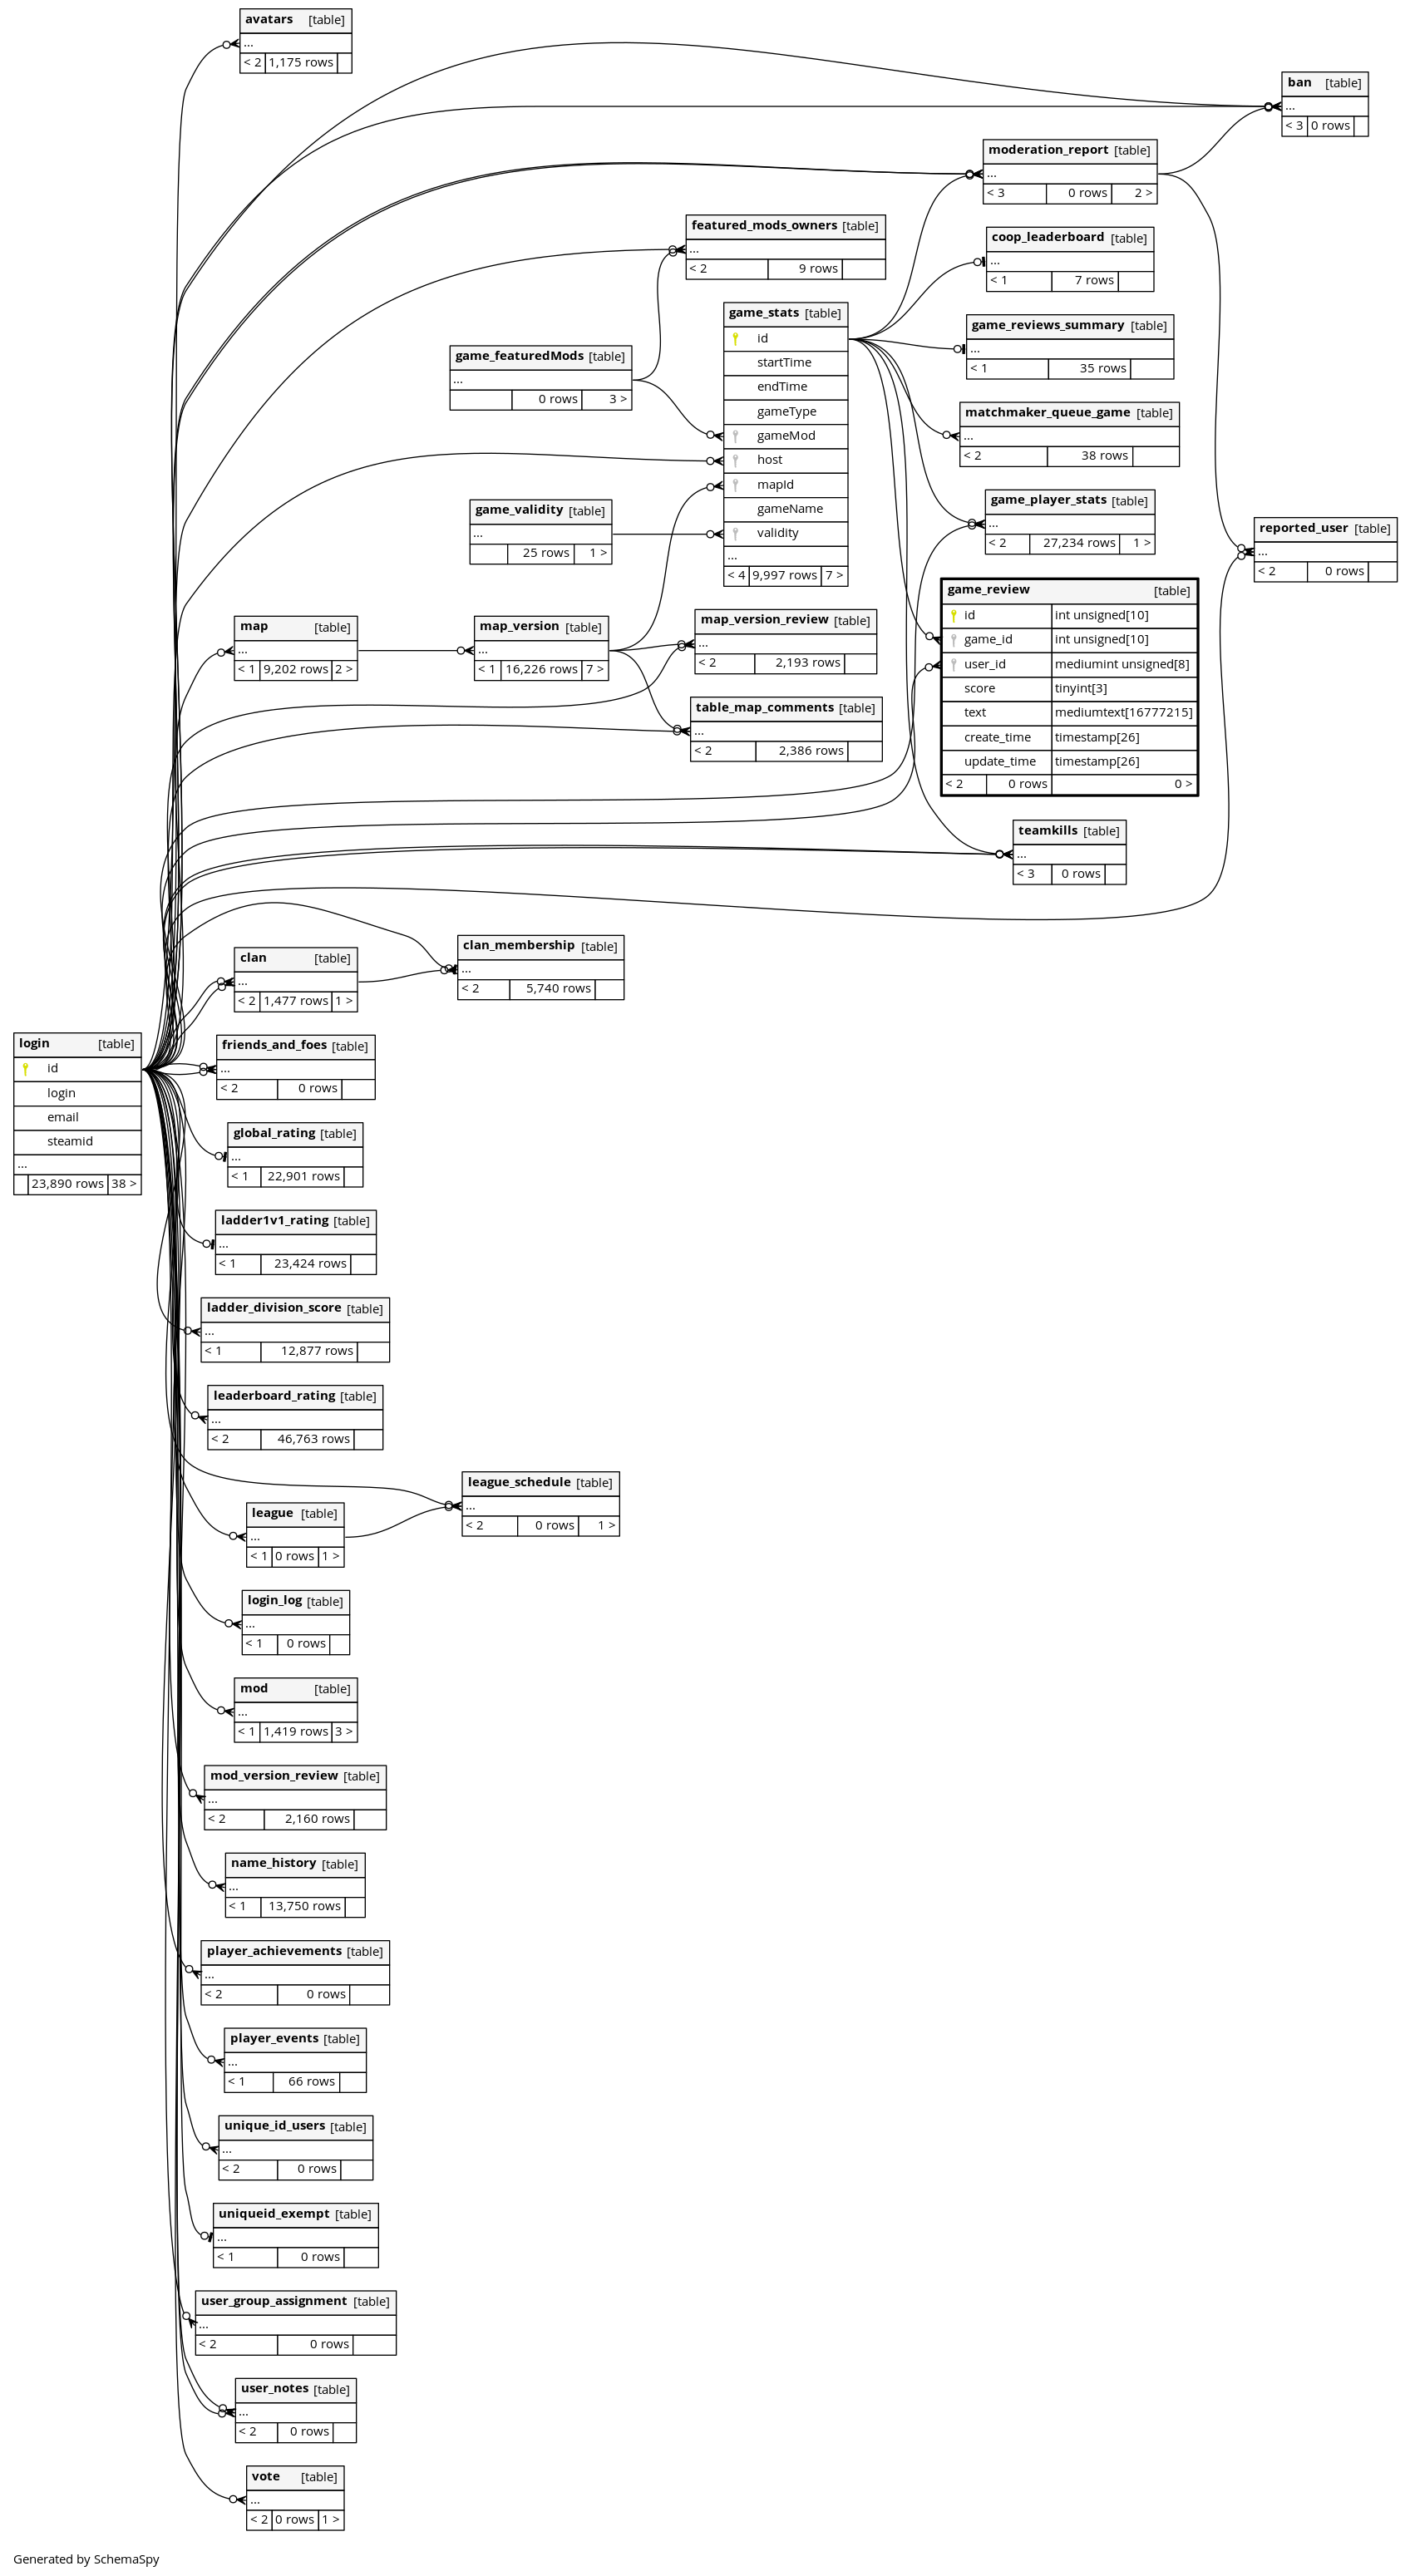 avatars [table]
...
< 2 1,175 rows
ban [table]
...
< 3 0 rows
moderation_report [table]
...
< 3 0 rows 2 >
featured_mods_owners [table]
...
< 2 9 rows
coop_leaderboard [table]
...
< 1 7 rows
game_stats [table]
id
startTime
endTime
gameType
gameMod
host
mapId
gameName
validity
...
< 4 9,997 rows 7 >
game_reviews_summary [table]
...
< 1 35 rows
game_featuredMods [table]
...
0 rows 3 >
matchmaker_queue_game [table]
...
< 2 38 rows
game_player_stats [table]
...
< 2 27,234 rows 1 >
game_validity [table]
...
25 rows 1 >
reported_user [table]
...
< 2 0 rows
game_review [table]
id int unsigned[10]
game_id int unsigned[10]
user_id mediumint unsigned[8]
score tinyint[3]
text mediumtext[16777215]
create_time timestamp[26]
update_time timestamp[26]
< 2 0 rows 0 >
map [table]
...
< 1 9,202 rows 2 >
map_version [table]
...
< 1 16,226 rows 7 >
map_version_review [table]
...
< 2 2,193 rows
table_map_comments [table]
...
< 2 2,386 rows
teamkills [table]
...
< 3 0 rows
clan_membership [table]
...
< 2 5,740 rows
clan [table]
...
< 2 1,477 rows 1 >
login [table]
id
login
email
steamid
...
23,890 rows 38 >
friends_and_foes [table]
...
< 2 0 rows
global_rating [table]
...
< 1 22,901 rows
ladder1v1_rating [table]
...
< 1 23,424 rows
ladder_division_score [table]
...
< 1 12,877 rows
leaderboard_rating [table]
...
< 2 46,763 rows
league_schedule [table]
...
< 2 0 rows 1 >
league [table]
...
< 1 0 rows 1 >
login_log [table]
...
< 1 0 rows
mod [table]
...
< 1 1,419 rows 3 >
mod_version_review [table]
...
< 2 2,160 rows
name_history [table]
...
< 1 13,750 rows
player_achievements [table]
...
< 2 0 rows
player_events [table]
...
< 1 66 rows
unique_id_users [table]
...
< 2 0 rows
uniqueid_exempt [table]
...
< 1 0 rows
user_group_assignment [table]
...
< 2 0 rows
user_notes [table]
...
< 2 0 rows
vote [table]
...
< 2 0 rows 1 >
Generated by SchemaSpy